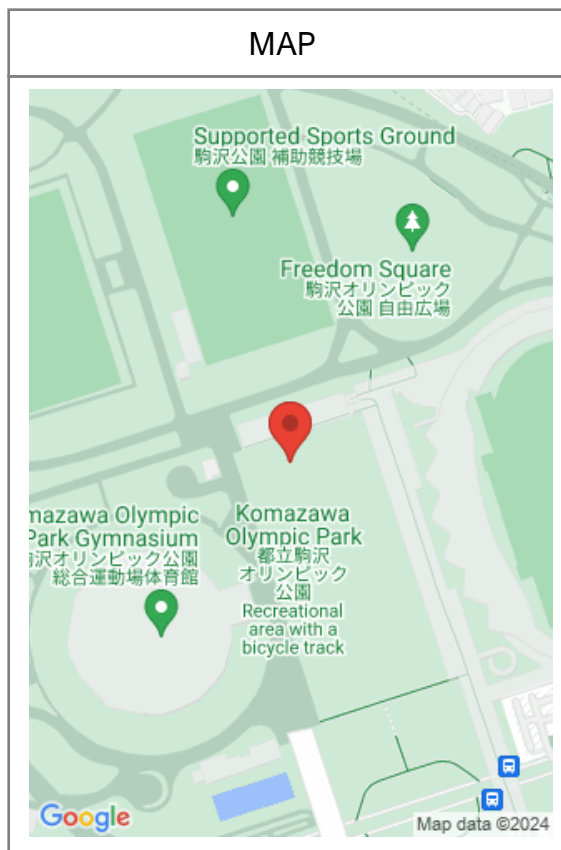 MAP
Supported Sports Ground
駒沢公園 補助競技場
Freedom Square
駒沢オリンピック
公園 自由広場
mazawa Olympic
Park Gymnasium
駒沢オリンピック公園
総合運動場体育館
Komazawa
Olympic Park
都立駒沢
オリンピック
公園
Recreational
area with a
bicycle track
Google
Map data ©2024